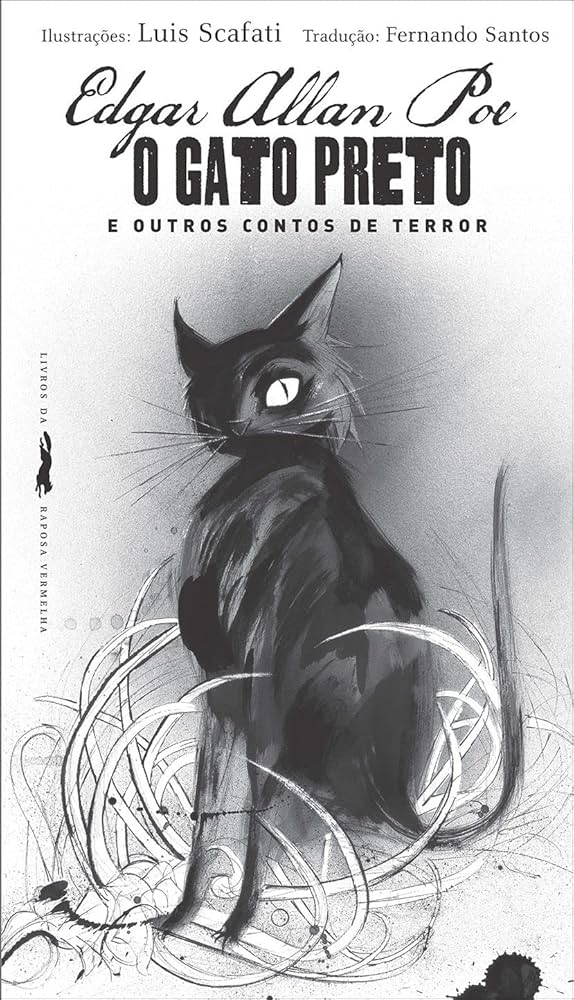 Ilustrações: Luis Scafati Tradução: Fernando Santos
Edgar Allan Poe
O GATO PRETO
E OUTROS CONTOS DE TERROR
LIVROS DA RAPOSA VERMELHA